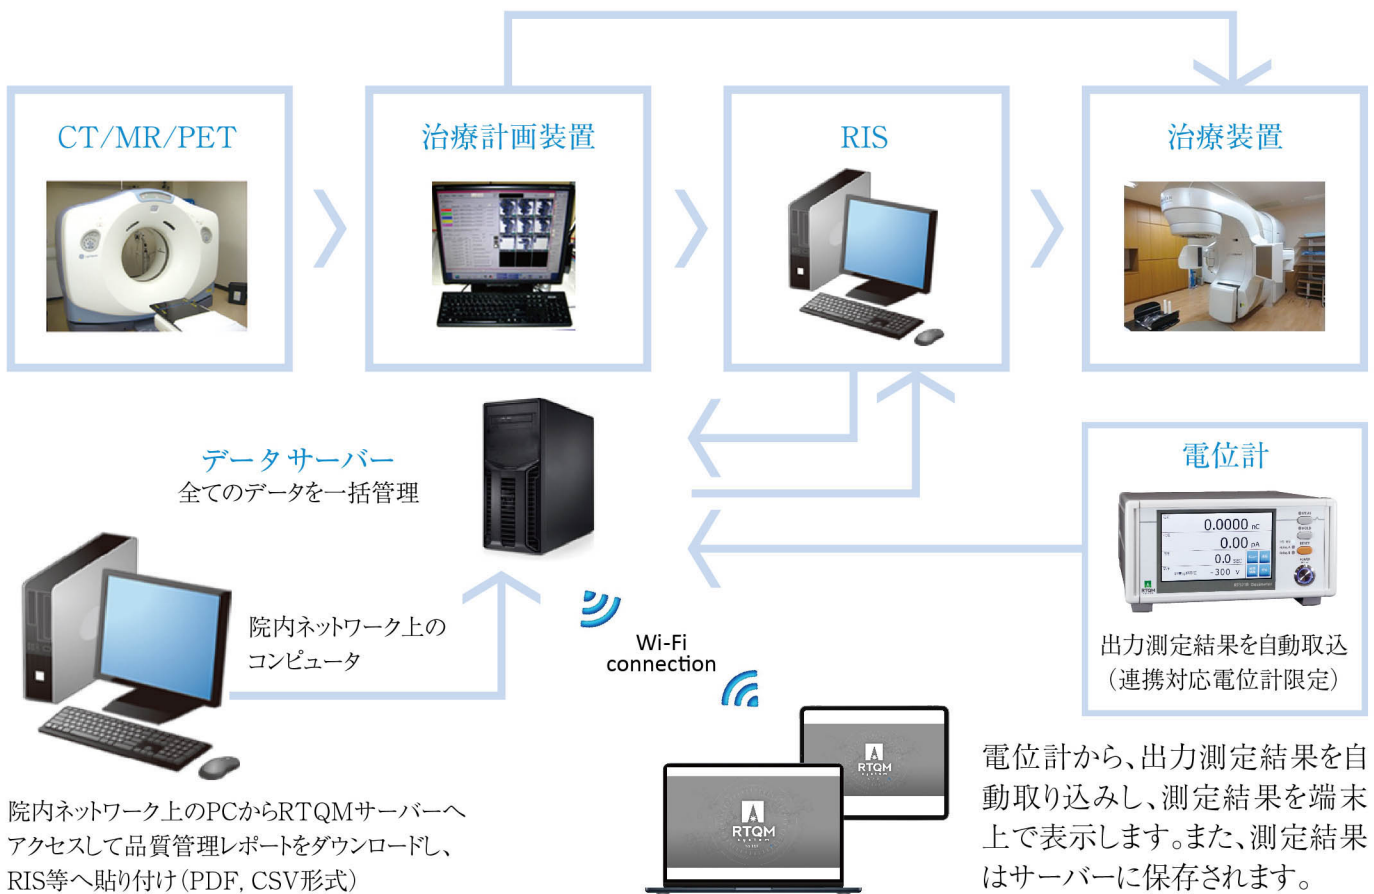 CT/MR/PET
治療計画装置
RIS
治療装置
データサーバー
全てのデータを一括管理
電位計
0.0000 nC
0.00 pA
0.0 sec
-300 V
RTQM
出力測定結果を自動取込
（連携対応電位計限定）
院内ネットワーク上の
コンピュータ
Wi-Fi
connection
RTQM
system
RTQM
system
院内ネットワーク上のPCからRTQMサーバーへ
アクセスして品質管理レポートをダウンロードし、
RIS等へ貼り付け（PDF, CSV形式）
電位計から、出力測定結果を自
動取り込みし、測定結果を端末
上で表示します。また、測定結果
はサーバーに保存されます。